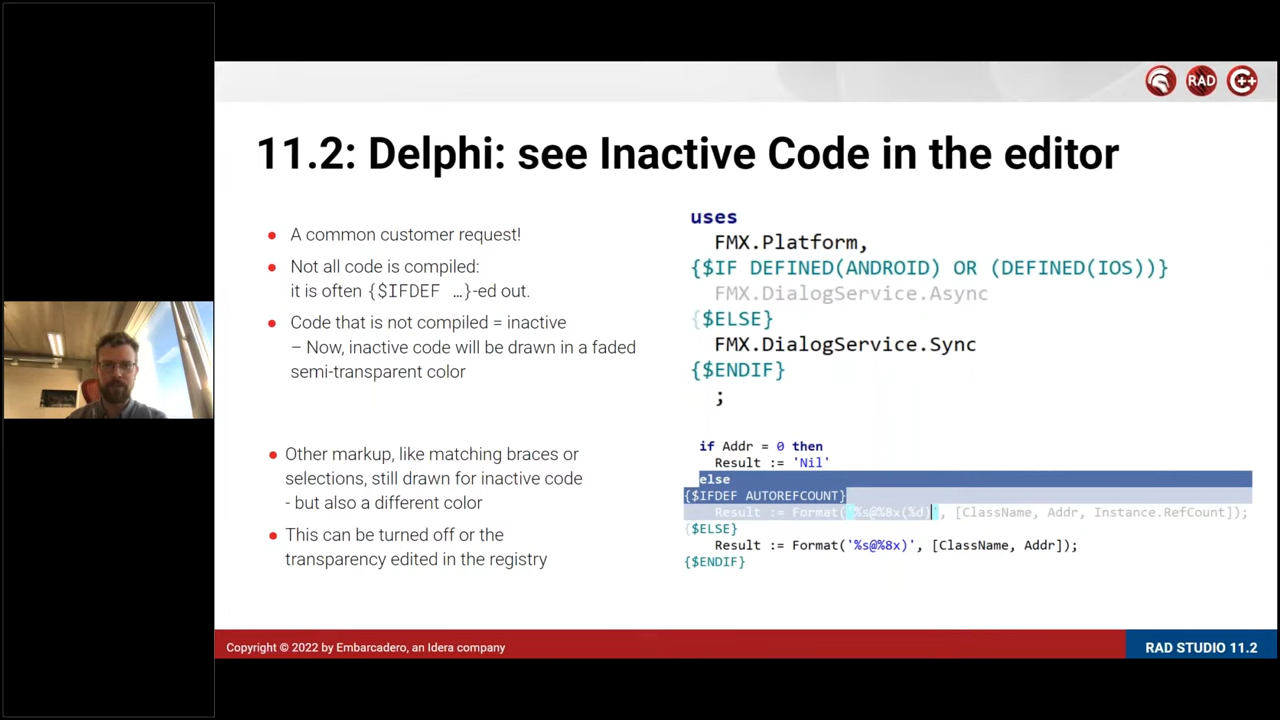 RAD
C++
11.2: Delphi: see Inactive Code in the editor
A common customer request!
Not all code is compiled:
it is often {$IFDEF …}-ed out.
Code that is not compiled = inactive
– Now, inactive code will be drawn in a faded
semi-transparent color
Other markup, like matching braces or
selections, still drawn for inactive code
- but also a different color
This can be turned off or the
transparency edited in the registry
uses
FMX.Platform,
{$IF DEFINED(ANDROID) OR (DEFINED(IOS))}
FMX.DialogService.Async
{$ELSE}
FMX.DialogService.Sync
{$ENDIF}
;
if Addr = 0 then
Result := 'Nil'
else
{$IFDEF AUTOREFCOUNT}
Result := Format('%s@%8x(%d)', [ClassName, Addr, Instance.RefCount]);
{$ELSE}
Result := Format('%s@%8x)', [ClassName, Addr]);
{$ENDIF}
Copyright © 2022 by Embarcadero, an Idera company
RAD STUDIO 11.2